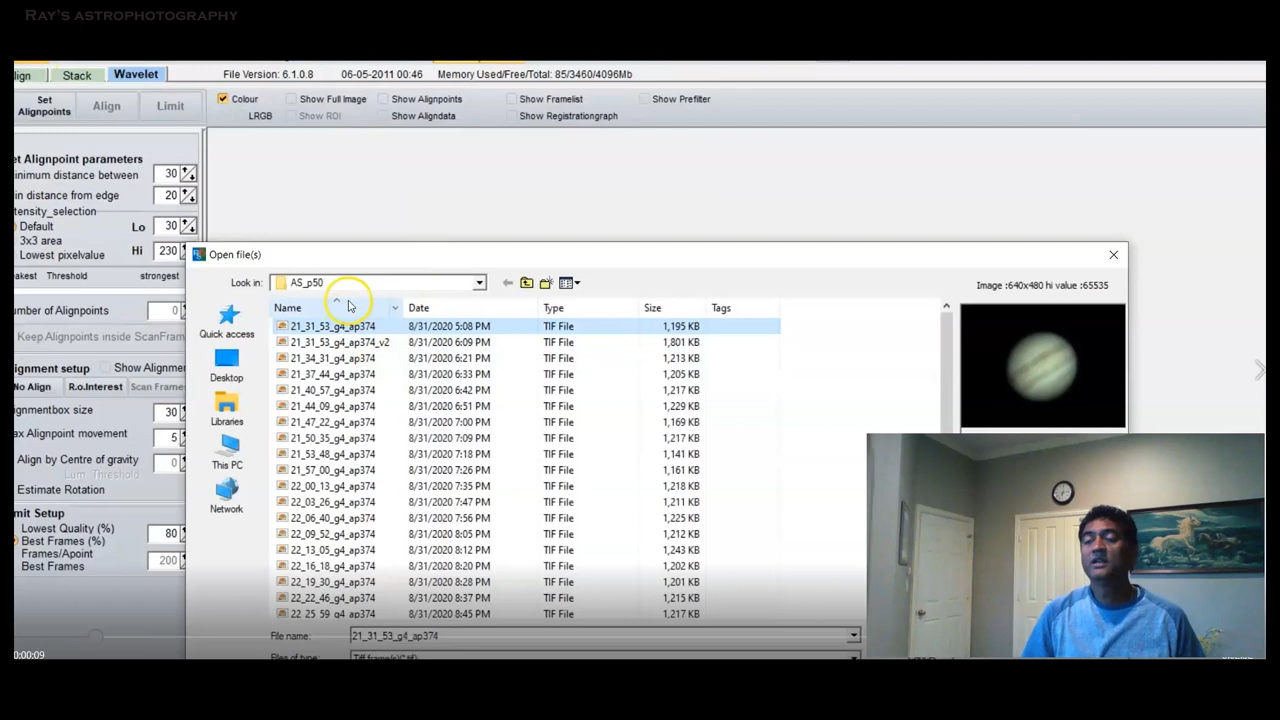 RAY'S ASTROPHOTOGRAPHY
lign Stack Wavelet File Version: 6.1.0.8 06-05-2011 00:46 Memory Used/Free/Total: 85/3460/4096Mb
Set Alignpoints Align Limit
Colour Show Full Image Show Alignpoints Show Framelist Show Prefilter
LRGB Show ROI Show Aligndata Show Registrationgraph
et Alignpoint parameters
inimum distance between 30
in distance from edge 20
tensity_selection
Default Lo 30
3x3 area
Lowest pixelvalue Hi 230
eakest Threshold strongest
umber of Alignpoints 0
Keep Alignpoints inside ScanFram
ignment setup Show Alignme
No Align R.o.Interest Scan Frame
ignmentbox size 30
ax Alignpoint movement 5
Align by Centre of gravity 0
Lum. Threshold
Estimate Rotation
mit Setup
Lowest Quality (%)
Best Frames (%) 80
Frames/Apoint
Best Frames 200
Open file(s)
Look in: AS_p50
Image :640x480 hi value :65535
Quick access
Desktop
Libraries
This PC
Network
Name Date Type Size Tags
21_31_53_g4_ap374 8/31/2020 5:08 PM TIF File 1,195 KB
21_31_53_g4_ap374_v2 8/31/2020 6:09 PM TIF File 1,801 KB
21_34_31_g4_ap374 8/31/2020 6:21 PM TIF File 1,213 KB
21_37_44_g4_ap374 8/31/2020 6:33 PM TIF File 1,205 KB
21_40_57_g4_ap374 8/31/2020 6:42 PM TIF File 1,217 KB
21_44_09_g4_ap374 8/31/2020 6:51 PM TIF File 1,229 KB
21_47_22_g4_ap374 8/31/2020 7:00 PM TIF File 1,169 KB
21_50_35_g4_ap374 8/31/2020 7:09 PM TIF File 1,217 KB
21_53_48_g4_ap374 8/31/2020 7:18 PM TIF File 1,141 KB
21_57_00_g4_ap374 8/31/2020 7:26 PM TIF File 1,161 KB
22_00_13_g4_ap374 8/31/2020 7:35 PM TIF File 1,218 KB
22_03_26_g4_ap374 8/31/2020 7:47 PM TIF File 1,211 KB
22_06_40_g4_ap374 8/31/2020 7:56 PM TIF File 1,225 KB
22_09_52_g4_ap374 8/31/2020 8:05 PM TIF File 1,212 KB
22_13_05_g4_ap374 8/31/2020 8:12 PM TIF File 1,243 KB
22_16_18_g4_ap374 8/31/2020 8:20 PM TIF File 1,202 KB
22_19_30_g4_ap374 8/31/2020 8:28 PM TIF File 1,201 KB
22_22_46_g4_ap374 8/31/2020 8:37 PM TIF File 1,215 KB
22_25_59_g4_ap374 8/31/2020 8:45 PM TIF File 1,217 KB
File name: 21_31_53_g4_ap374
Files of type: Tiff frame(s)(*.tif)
0:00:09